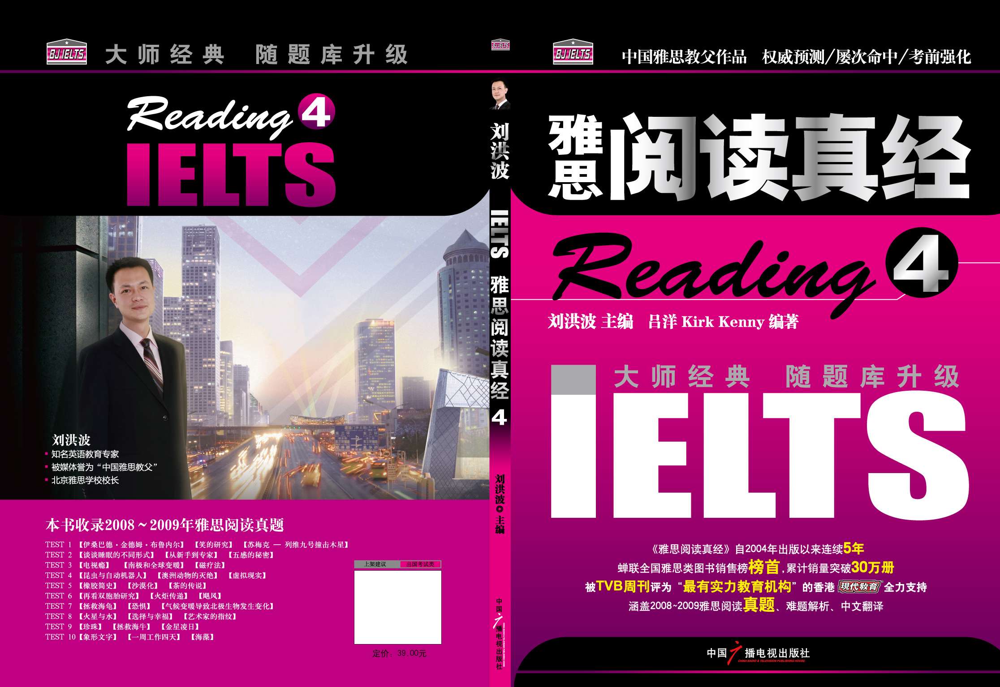 BJ IELTS
大师经典 随题库升级
Reading 4
IELTS
刘洪波
知名英语教育专家
被媒体誉为“中国雅思教父”
北京雅思学校校长
本书收录2008～2009年雅思阅读真题
TEST 1 【伊桑巴德·金德姆·布鲁内尔】 【笑的研究】 【苏梅克 — 列维九号撞击木星】
TEST 2 【谈谈睡眠的不同形式】 【从新手到专家】 【五感的秘密】
TEST 3 【电视瘾】 【南极和全球变暖】 【磁疗法】
TEST 4 【昆虫与自动机器人】 【澳洲动物的灭绝】 【虚拟现实】
TEST 5 【橡胶简史】 【沙漠化】 【茶的传说】
TEST 6 【再看双胞胎研究】 【火炬传递】 【飓风】
TEST 7 【拯救海龟】 【恐惧】 【气候变暖导致北极生物发生变化】
TEST 8 【火星与水】 【选择与幸福】 【艺术家的指纹】
TEST 9 【珍珠】 【拯救海牛】 【金星凌日】
TEST 10【象形文字】 【一周工作四天】 【海藻】
上架建议 出国考试类
定价：39.00元
BJ IELTS
刘洪波
IELTS
雅思阅读真经4
刘洪波◎主编
中国广播电视出版社
CHINA RADIO & TELEVISION PUBLISHING HOUSE
BJ IELTS
中国雅思教父作品 权威预测/屡次命中/考前强化
雅思阅读真经
Reading 4
刘洪波 主编 吕洋 Kirk Kenny 编著
大师经典 随题库升级
IELTS
《雅思阅读真经》自2004年出版以来连续5年
蝉联全国雅思类图书销售榜榜首,累计销量突破30万册
被TVB周刊评为“最有实力教育机构”的香港 現代教育 全力支持
涵盖2008~2009雅思阅读真题、难题解析、中文翻译
中国广播电视出版社
CHINA RADIO & TELEVISION PUBLISHING HOUSE